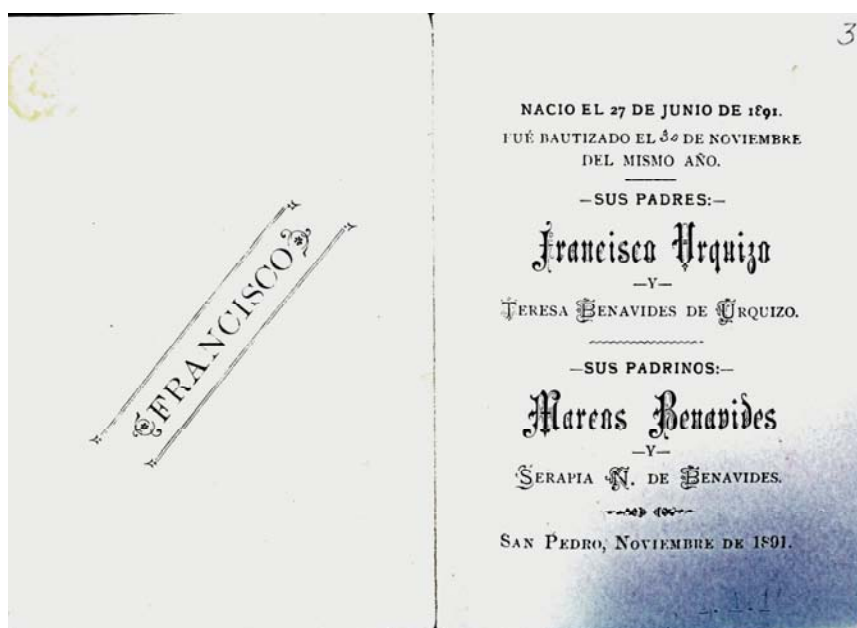 3
FRANCISCO
NACIO EL 27 DE JUNIO DE 1891.
FUÉ BAUTIZADO EL 30 DE NOVIEMBRE
DEL MISMO AÑO.
—SUS PADRES:—
Francisco Urquizo
—Y—
TERESA BENAVIDES DE URQUIZO.
—SUS PADRINOS:—
Marcos Benavides
—Y—
SERAPIA N. DE BENAVIDES.
SAN PEDRO, NOVIEMBRE DE 1891.